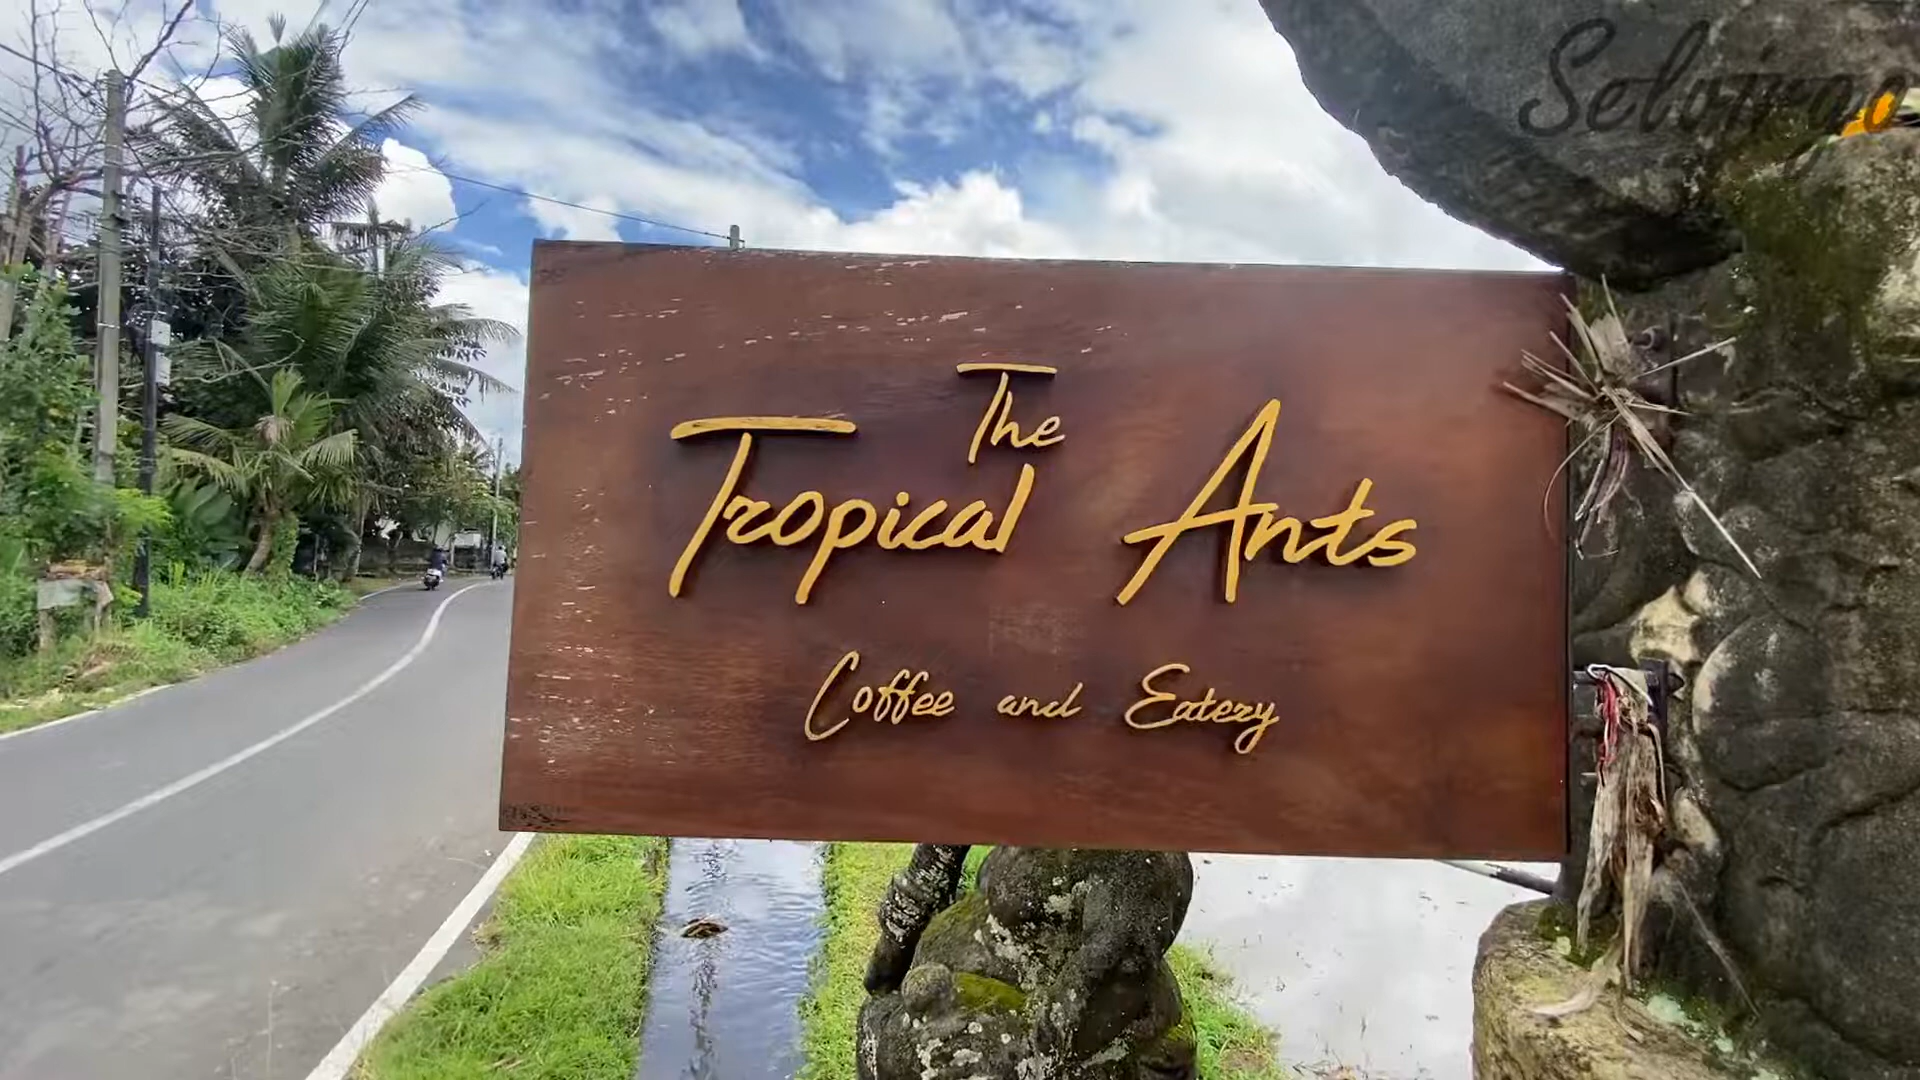 The
Tropical Ants
Coffee and Eatery